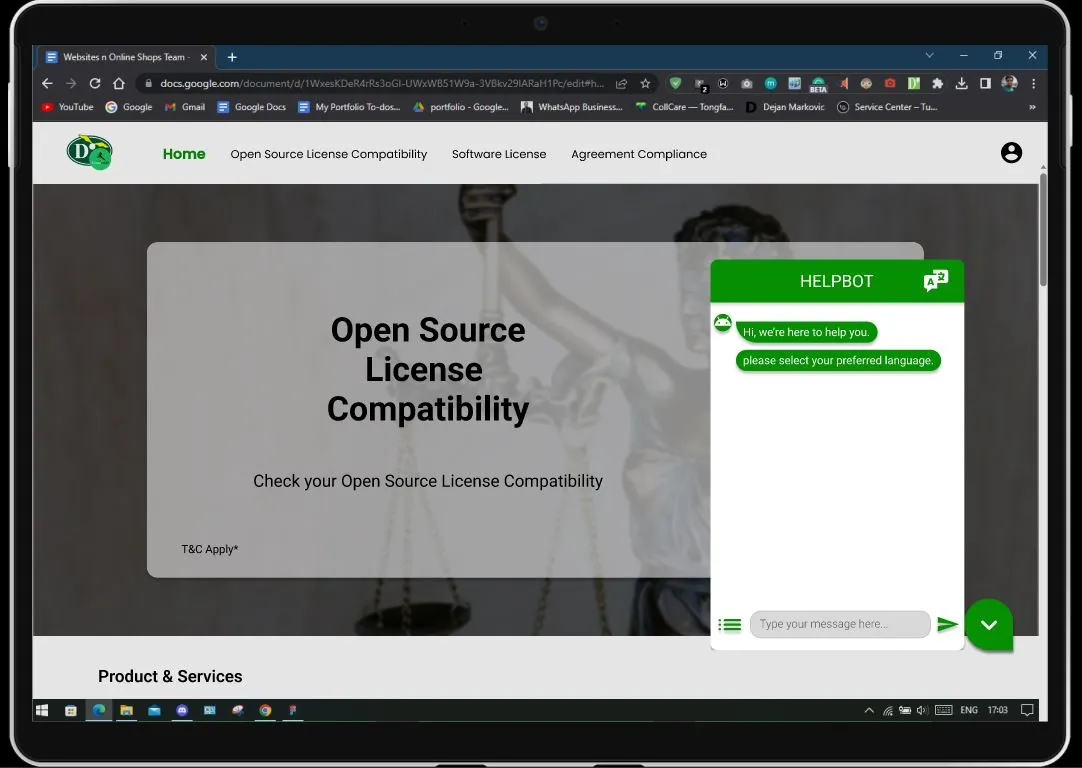 Websites n Online Shops Team -
docs.google.com/document/d/1WxesKDeR4rRs3oGI-UWxWB51W9a-3V8kv29IARaH1Pc/edit#h...
2
BETA
YouTube Google Gmail Google Docs My Portfolio To-dos... portfolio - Google... WhatsApp Business... CollCare — Tongfa... Dejan Markovic Service Center – Tu...
D
Home Open Source License Compatibility Software License Agreement Compliance
Open Source
License
Compatibility
Check your Open Source License Compatibility
T&C Apply*
HELPBOT
A
Hi, we're here to help you.
please select your preferred language.
Type your message here...
Product & Services
ENG 17:03